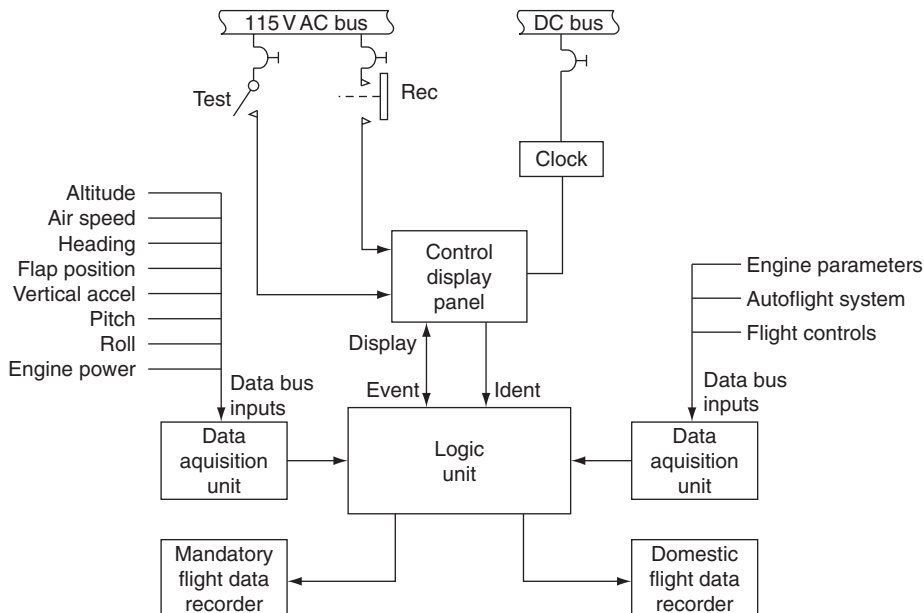 115 V AC bus
DC bus
Test
Rec
Clock
Altitude
Air speed
Heading
Flap position
Vertical accel
Pitch
Roll
Engine power
Control
display
panel
Engine parameters
Autoflight system
Flight controls
Display
Event
Ident
Data bus
inputs
Data bus
inputs
Data
aquisition
unit
Logic
unit
Data
aquisition
unit
Mandatory
flight data
recorder
Domestic
flight data
recorder